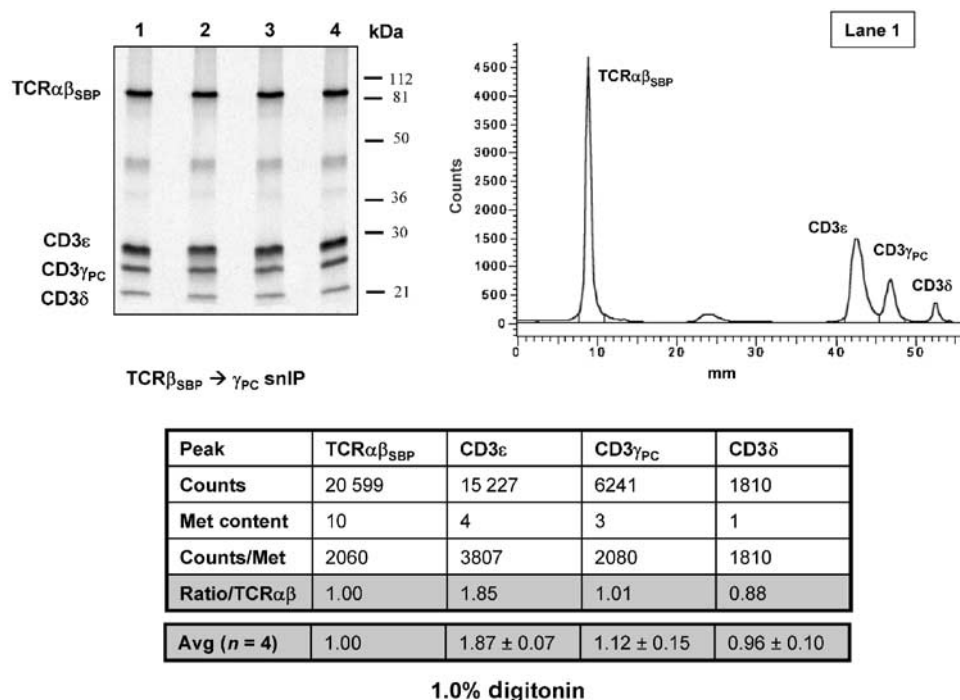 1 2 3 4 kDa
TCRαβSBP
112
81
50
36
30
21
CD3ε
CD3γPC
CD3δ
TCRβSBP → γPC snIP
Lane 1
Counts
4500
4000
3500
3000
2500
2000
1500
1000
500
0
TCRαβSBP
CD3ε
CD3γPC
CD3δ
0 10 20 30 40 50
mm
Peak TCRαβSBP CD3ε CD3γPC CD3δ
Counts 20 599 15 227 6241 1810
Met content 10 4 3 1
Counts/Met 2060 3807 2080 1810
Ratio/TCRαβ 1.00 1.85 1.01 0.88
Avg (n = 4) 1.00 1.87 ± 0.07 1.12 ± 0.15 0.96 ± 0.10
1.0% digitonin